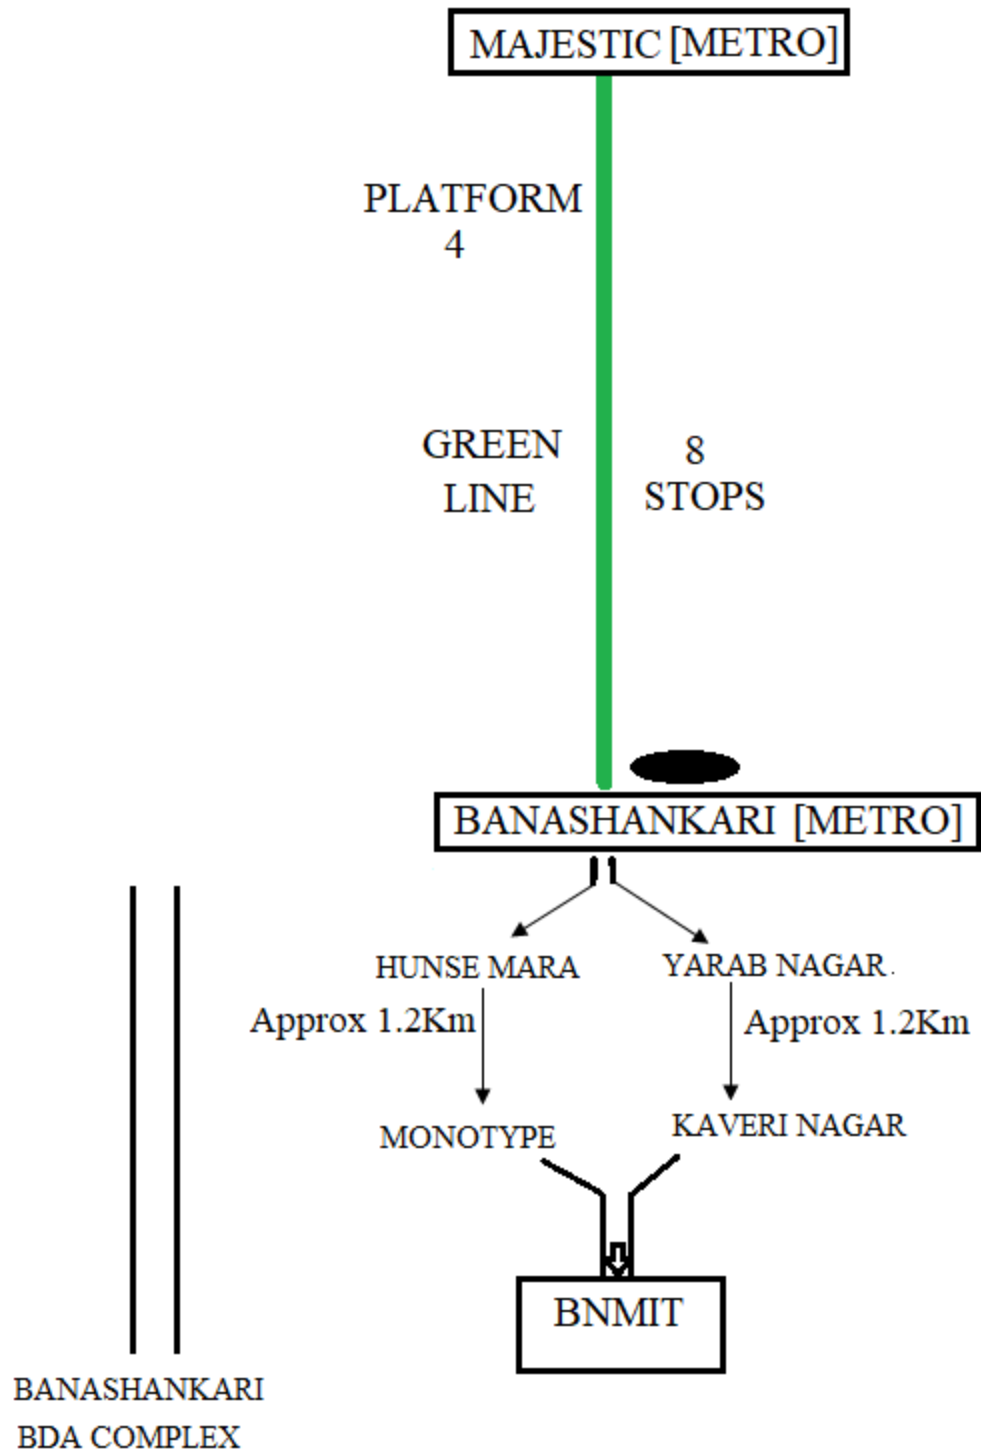 MAJESTIC [METRO]
PLATFORM
4
GREEN
LINE
8
STOPS
BANASHANKARI [METRO]
HUNSE MARA
YARAB NAGAR.
Approx 1.2Km
Approx 1.2Km
MONOTYPE
KAVERI NAGAR
BNMIT
BANASHANKARI
BDA COMPLEX